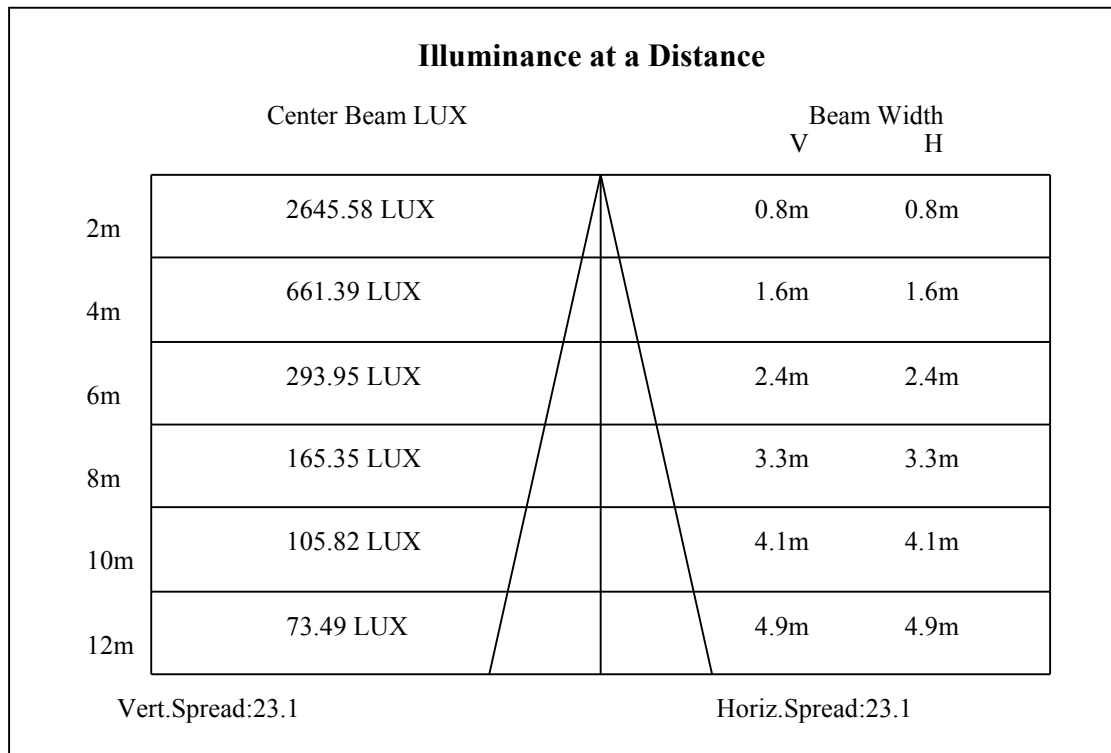 Illuminance at a Distance
Center Beam LUX Beam Width
V H
2m 2645.58 LUX 0.8m 0.8m
4m 661.39 LUX 1.6m 1.6m
6m 293.95 LUX 2.4m 2.4m
8m 165.35 LUX 3.3m 3.3m
10m 105.82 LUX 4.1m 4.1m
12m 73.49 LUX 4.9m 4.9m
Vert.Spread:23.1 Horiz.Spread:23.1